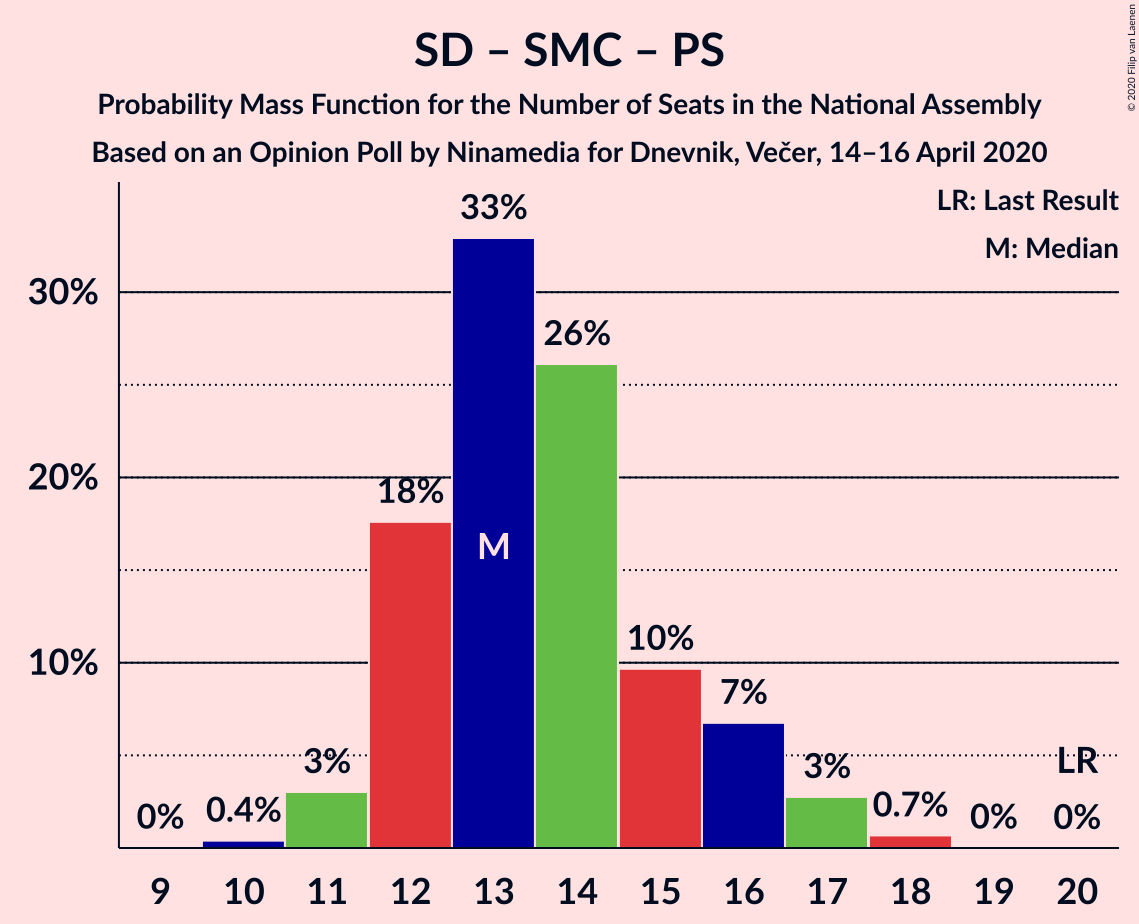 SD – SMC – PS
Probability Mass Function for the Number of Seats in the National Assembly
Based on an Opinion Poll by Ninamedia for Dnevnik, Večer, 14–16 April 2020
© 2020 Filip van Laenen
LR: Last Result
M: Median
33%
30%
26%
20%
18%
M
10%
10%
7%
3%
3%
LR
0%
0.4%
0.7%
0%
0%
9 10 11 12 13 14 15 16 17 18 19 20